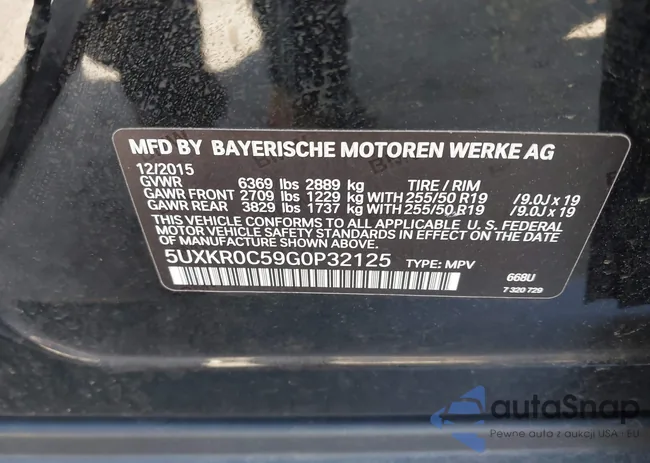 MFD BY BAYERISCHE MOTOREN WERKE AG
12/2015
GVWR 6369 lbs 2889 kg TIRE / RIM
GAWR FRONT 2709 lbs 1229 kg WITH 255/50 R19 /9.0J x 19
GAWR REAR 3829 lbs 1737 kg WITH 255/50 R19 /9.0J x 19
THIS VEHICLE CONFORMS TO ALL APPLICABLE U. S. FEDERAL
MOTOR VEHICLE SAFETY AND THEFT PREVENTION STANDARDS
IN EFFECT ON THE DATE OF MANUFACTURE SHOWN ABOVE.
5UXKR0C59G0P32125 TYPE: MPV
668U
7 320 729
autoSnap
Pewne auto z aukcji USA - EU